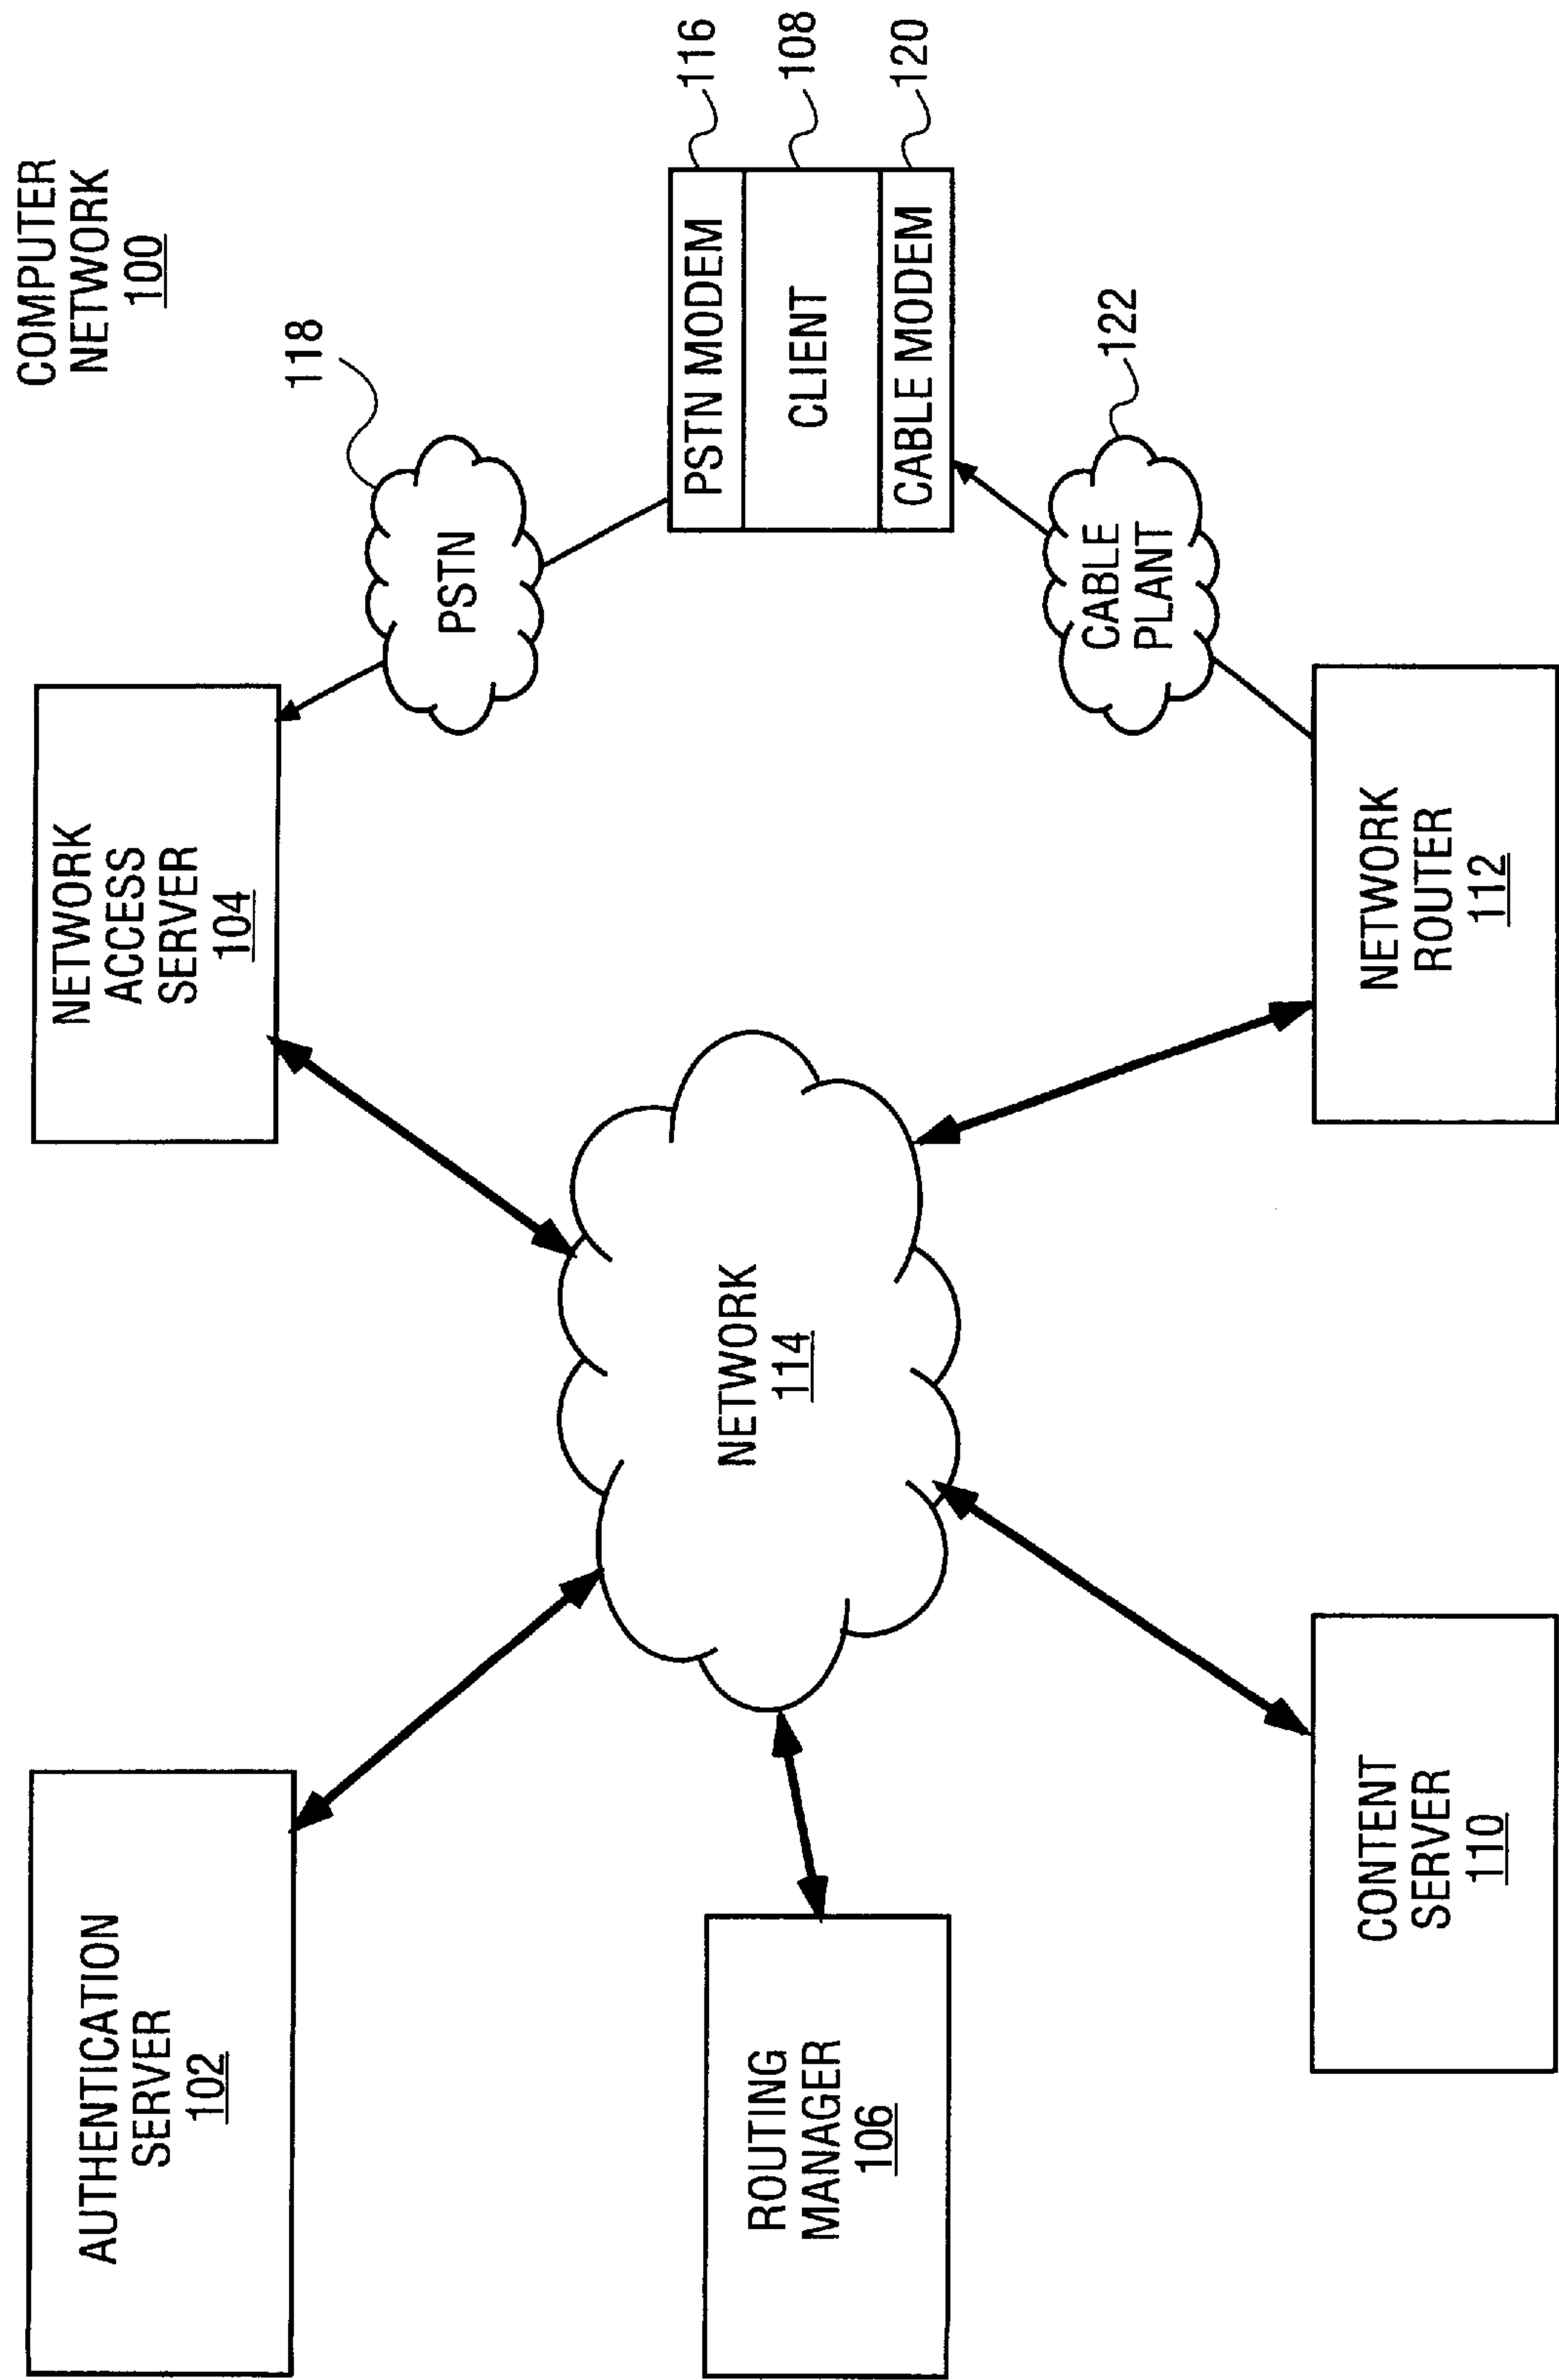 COMPUTER
NETWORK
100
AUTHENTICATION
SERVER
102
NETWORK
ACCESS
SERVER
104
118
PSTN
ROUTING
MANAGER
106
NETWORK
114
PSTN MODEM
116
CLIENT
108
CABLE MODEM
120
CABLE
PLANT
122
CONTENT
SERVER
110
NETWORK
ROUTER
112